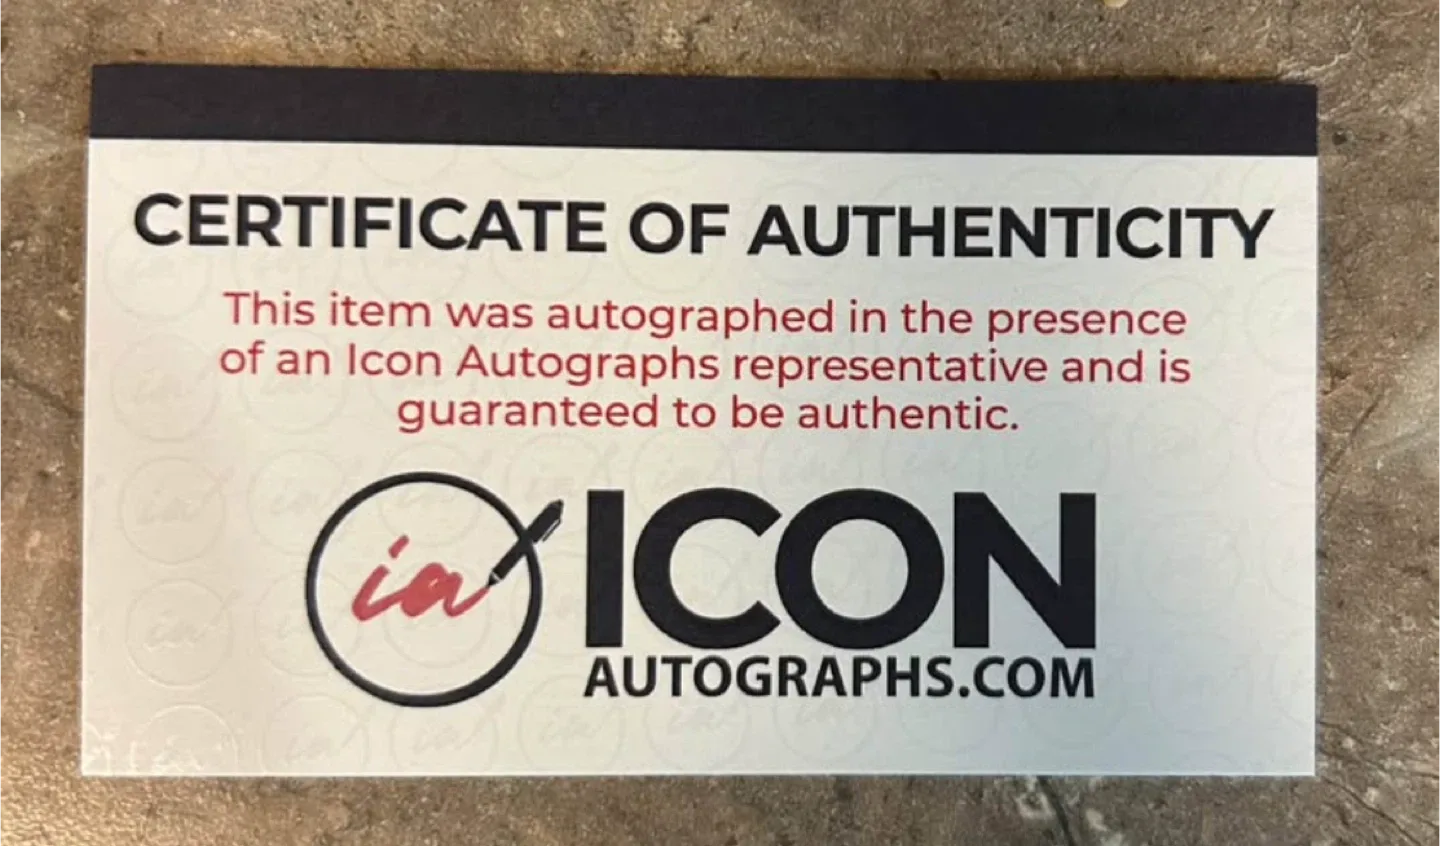 CERTIFICATE OF AUTHENTICITY
This item was autographed in the presence
of an Icon Autographs representative and is
guaranteed to be authentic.
ia
ICON
AUTOGRAPHS.COM